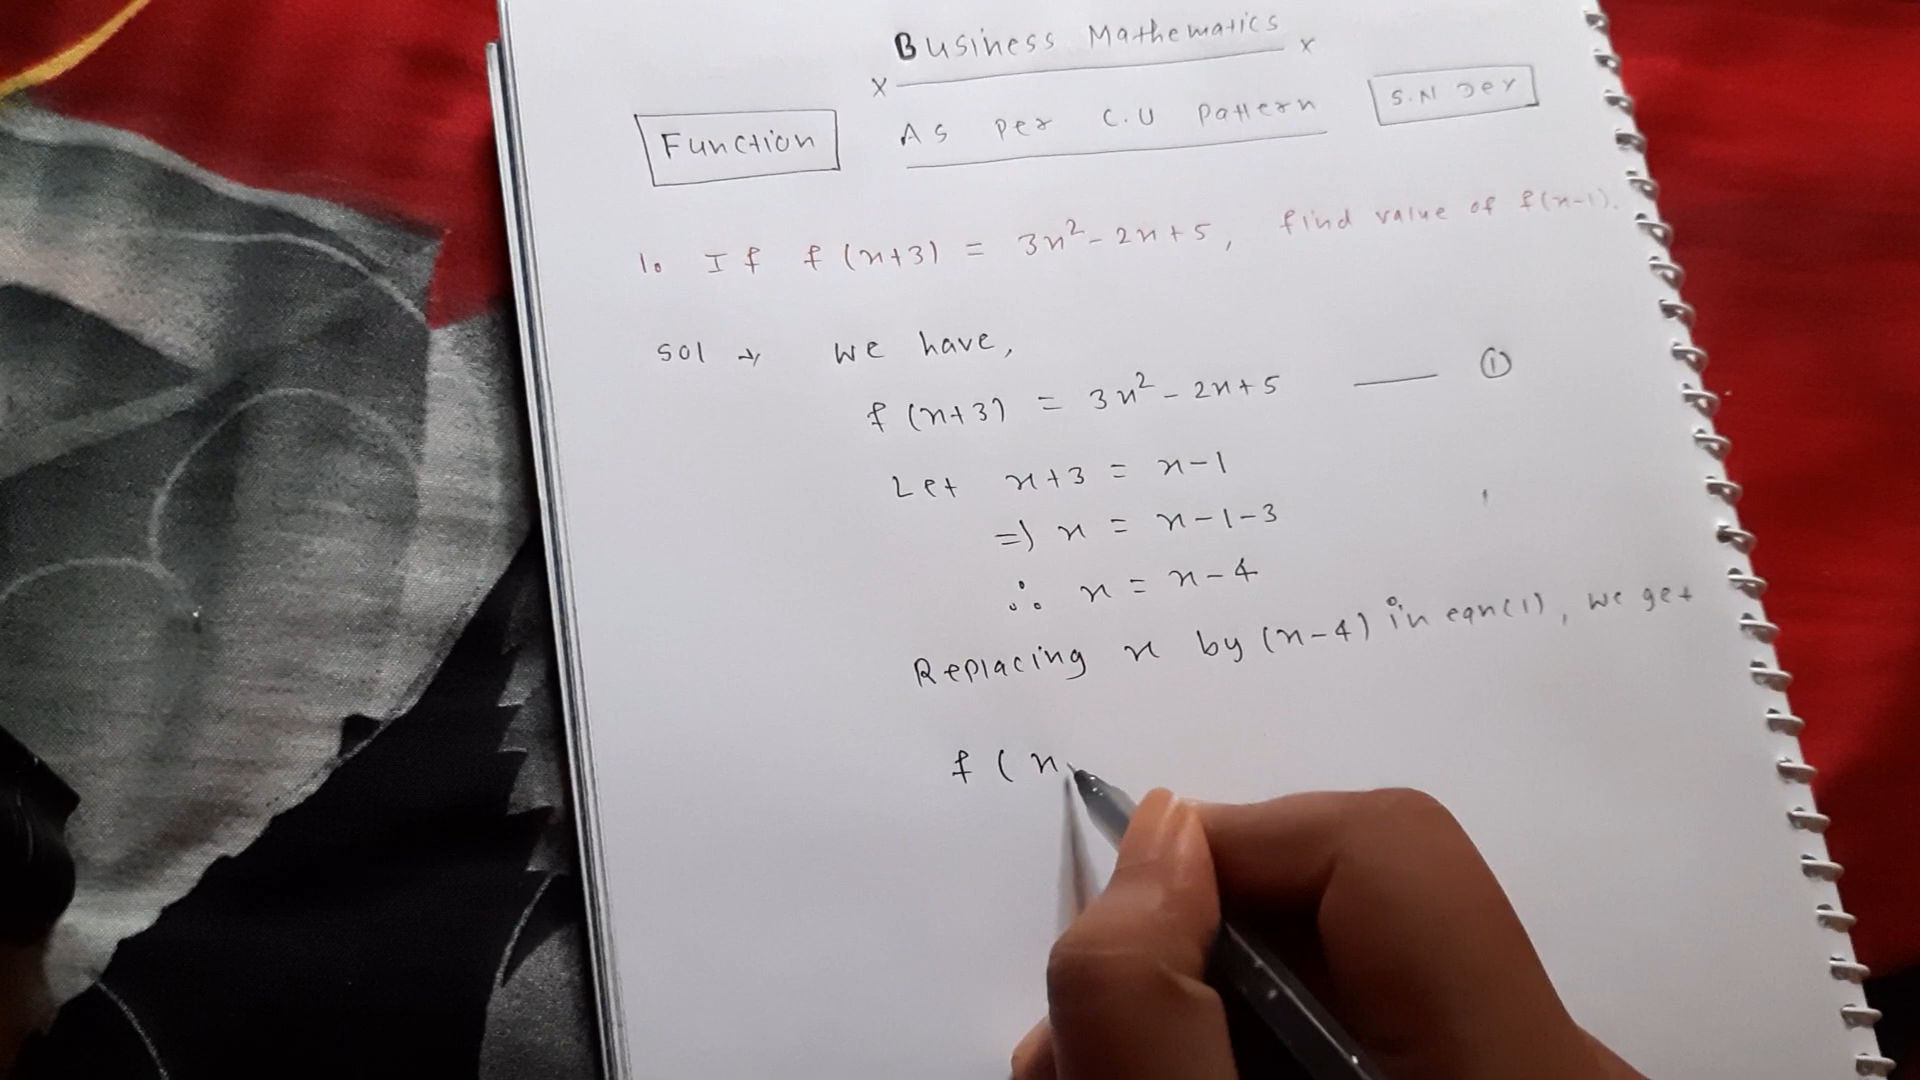 Business Mathematics
Function
As per C.U Pattern
S.N Dey
1. If f(x+3) = 3x² - 2x+5, find value of f(x-1).
Sol → We have,
f(x+3) = 3x² - 2x+5 —— ①
Let x+3 = x-1
=) x = x-1-3
∴ x = x-4
Replacing x by (x-4) in eqn(1), we get
f(x